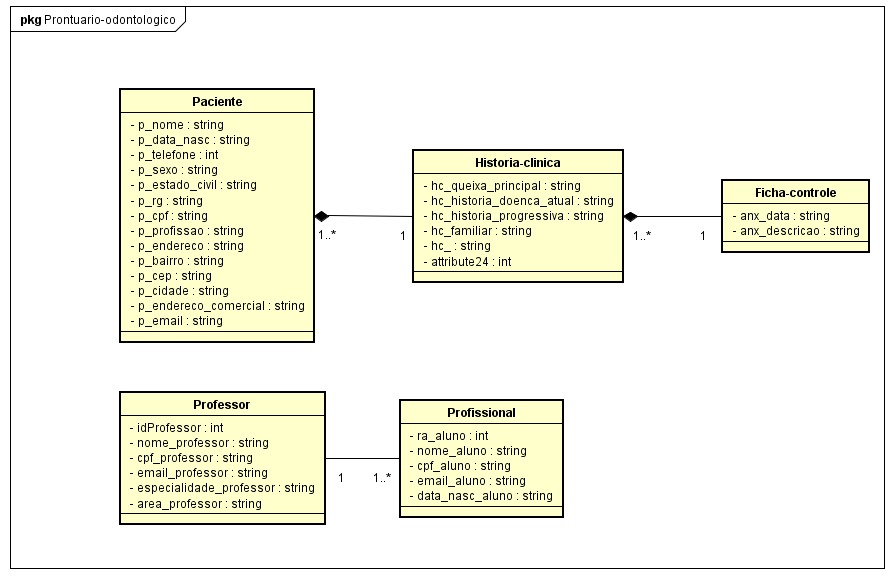 pkg Prontuario-odontologico
Paciente
- p_nome : string
- p_data_nasc : string
- p_telefone : int
- p_sexo : string
- p_estado_civil : string
- p_rg : string
- p_cpf : string
- p_profissao : string
- p_endereco : string
- p_bairro : string
- p_cep : string
- p_cidade : string
- p_endereco_comercial : string
- p_email : string
1..*
1
Historia-clinica
- hc_queixa_principal : string
- hc_historia_doenca_atual : string
- hc_historia_progressiva : string
- hc_familiar : string
- hc_ : string
- attribute24 : int
1..*
1
Ficha-controle
- anx_data : string
- anx_descricao : string
Professor
- idProfessor : int
- nome_professor : string
- cpf_professor : string
- email_professor : string
- especialidade_professor : string
- area_professor : string
1
1..*
Profissional
- ra_aluno : int
- nome_aluno : string
- cpf_aluno : string
- email_aluno : string
- data_nasc_aluno : string